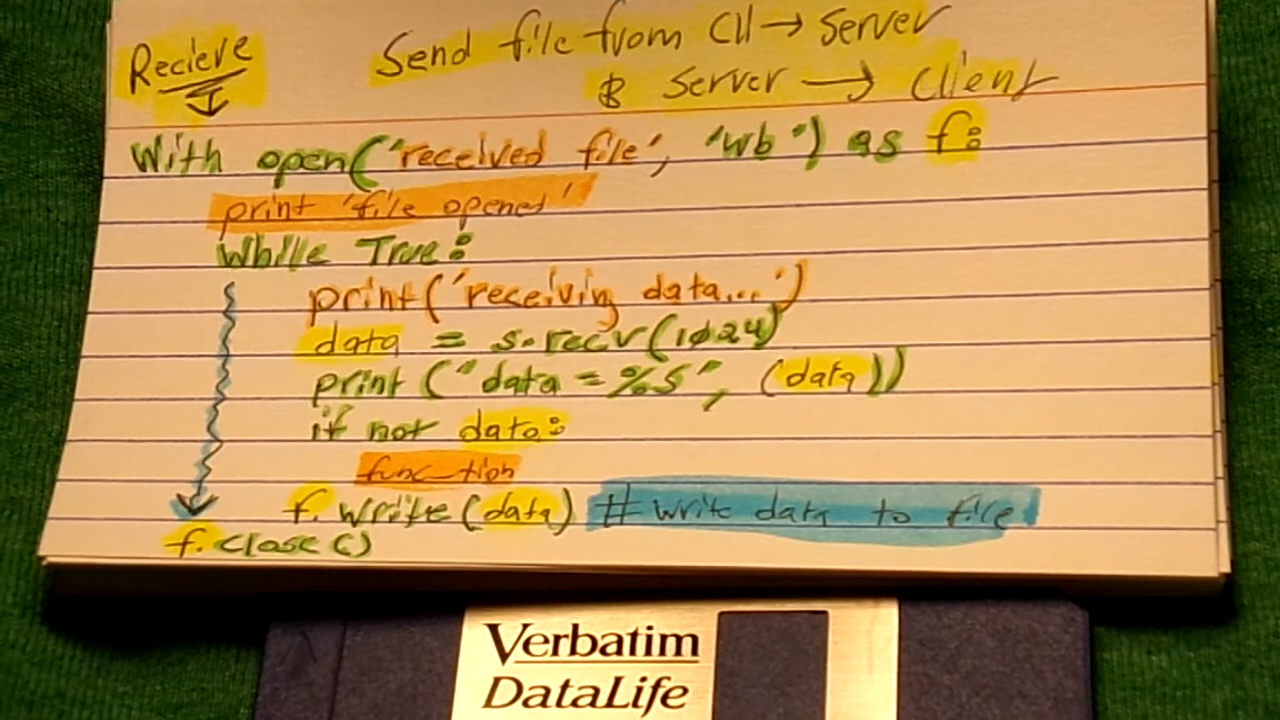 Recieve
Send file from Cli → Server
& Server → Client
With open('received file', 'wb') as f:
print 'file opened'
While True:
print('receiving data...')
data = s.recv(1024)
print ("data = %s", (data))
if not data:
function
f. write (data) # write data to file
f. close ()
Verbatim
DataLife